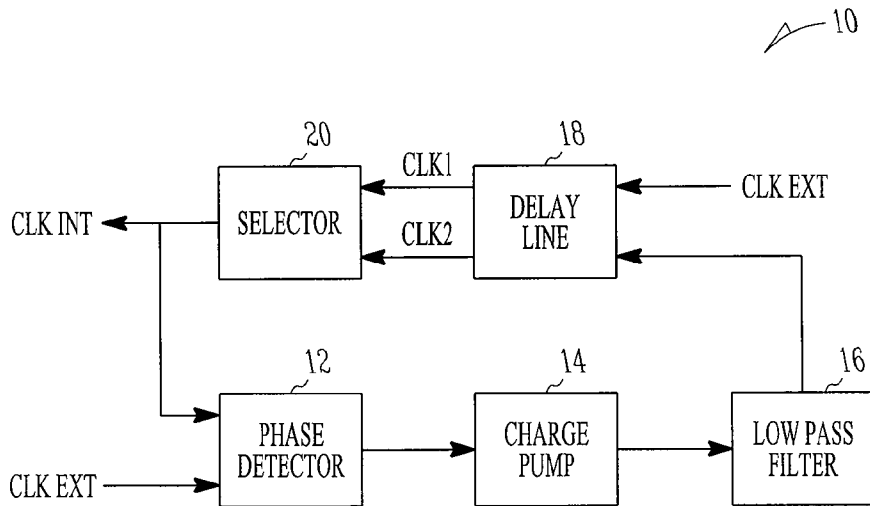 10
20
CLK1
18
CLK EXT
CLK INT
SELECTOR
DELAY
LINE
CLK2
12
14
16
PHASE
DETECTOR
CHARGE
PUMP
LOW PASS
FILTER
CLK EXT